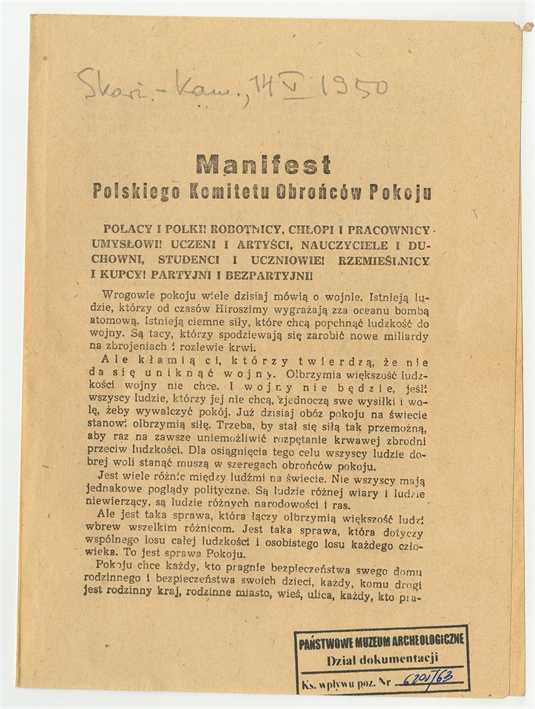 Skarż.-Kam., 14 V 1950
Manifest
Polskiego Komitetu Obrońców Pokoju
POLACY I POLKI! ROBOTNICY, CHŁOPI I PRACOWNICY
UMYSŁOWI! UCZENI I ARTYŚCI, NAUCZYCIELE I DU-
CHOWNI, STUDENCI I UCZNIOWIE! RZEMIEŚLNICY
I KUPCY! PARTYJNI I BEZPARTYJNI!
Wrogowie pokoju wiele dzisiaj mówią o wojnie. Istnieją lu-
dzie, którzy od czasów Hiroszimy wygrażają zza oceanu bombą
atomową. Istnieją ciemne siły, które chcą popchnąć ludzkość do
wojny. Są tacy, którzy spodziewają się zarobić nowe miliardy
na zbrojeniach i rozlewie krwi.
Ale kłamią ci, którzy twierdzą, że nie
da się uniknąć wojny. Olbrzymia większość ludz-
kości wojny nie chce. I wojny nie będzie, jeśli
wszyscy ludzie, którzy jej nie chcą, zjednoczą swe wysiłki i wo-
lę, żeby wywalczyć pokój. Już dzisiaj obóz pokoju na świecie
stanowi olbrzymią siłę. Trzeba, by stał się siłą tak przemożną,
aby raz na zawsze uniemożliwić rozpętanie krwawej zbrodni
przeciw ludzkości. Dla osiągnięcia tego celu wszyscy ludzie do-
brej woli stanąć muszą w szeregach obrońców pokoju.
Jest wiele różnic między ludźmi na świecie. Nie wszyscy mają
jednakowe poglądy polityczne. Są ludzie różnej wiary i ludzie
niewierzący, są ludzie różnych narodowości i ras.
Ale jest taka sprawa, która łączy olbrzymią większość ludzi
wbrew wszelkim różnicom. Jest taka sprawa, która dotyczy
wspólnego losu całej ludzkości i osobistego losu każdego czło-
wieka. To jest sprawa Pokoju.
Pokoju chce każdy, kto pragnie bezpieczeństwa swego domu
rodzinnego i bezpieczeństwa swoich dzieci, każdy, komu drogi
jest rodzinny kraj, rodzinne miasto, wieś, ulica, każdy, kto pra-
PAŃSTWOWE MUZEUM ARCHEOLOGICZNE
Dział dokumentacji
Ks. wpływu poz. Nr 6201/63